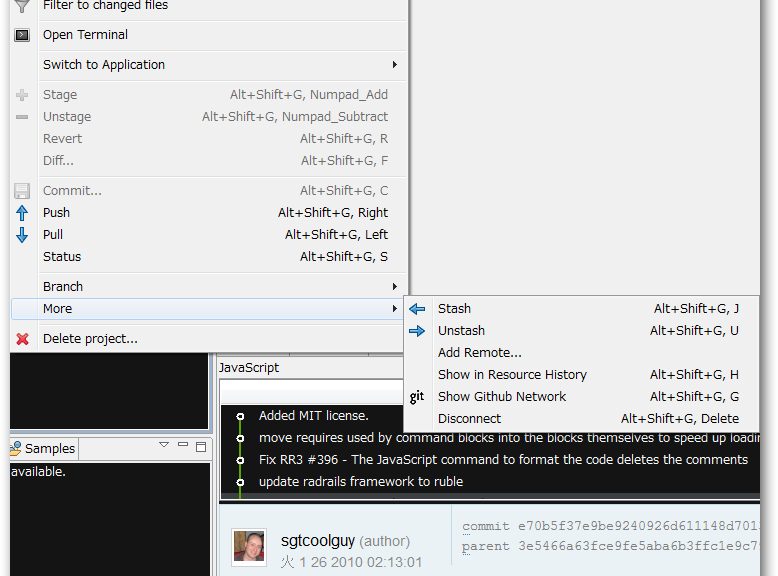 Filter to changed files
Open Terminal
Switch to Application
Stage Alt+Shift+G, Numpad_Add
Unstage Alt+Shift+G, Numpad_Subtract
Revert Alt+Shift+G, R
Diff... Alt+Shift+G, F
Commit... Alt+Shift+G, C
Push Alt+Shift+G, Right
Pull Alt+Shift+G, Left
Status Alt+Shift+G, S
Branch
More
Delete project...
Stash Alt+Shift+G, J
Unstash Alt+Shift+G, U
Add Remote...
Show in Resource History Alt+Shift+G, H
git Show Github Network Alt+Shift+G, G
Disconnect Alt+Shift+G, Delete
JavaScript
Added MIT license.
move requires used by command blocks into the blocks themselves to speed up
Fix RR3 #396 - The JavaScript command to format the code deletes the comments
update radrails framework to ruble
Samples
available.
sgtcoolguy (author)
火 1 26 2010 02:13:01
commit e70b5f37e9be9240926d611148d701
parent 3e5466a63fce9fe5aba6b3ffc1e9c7